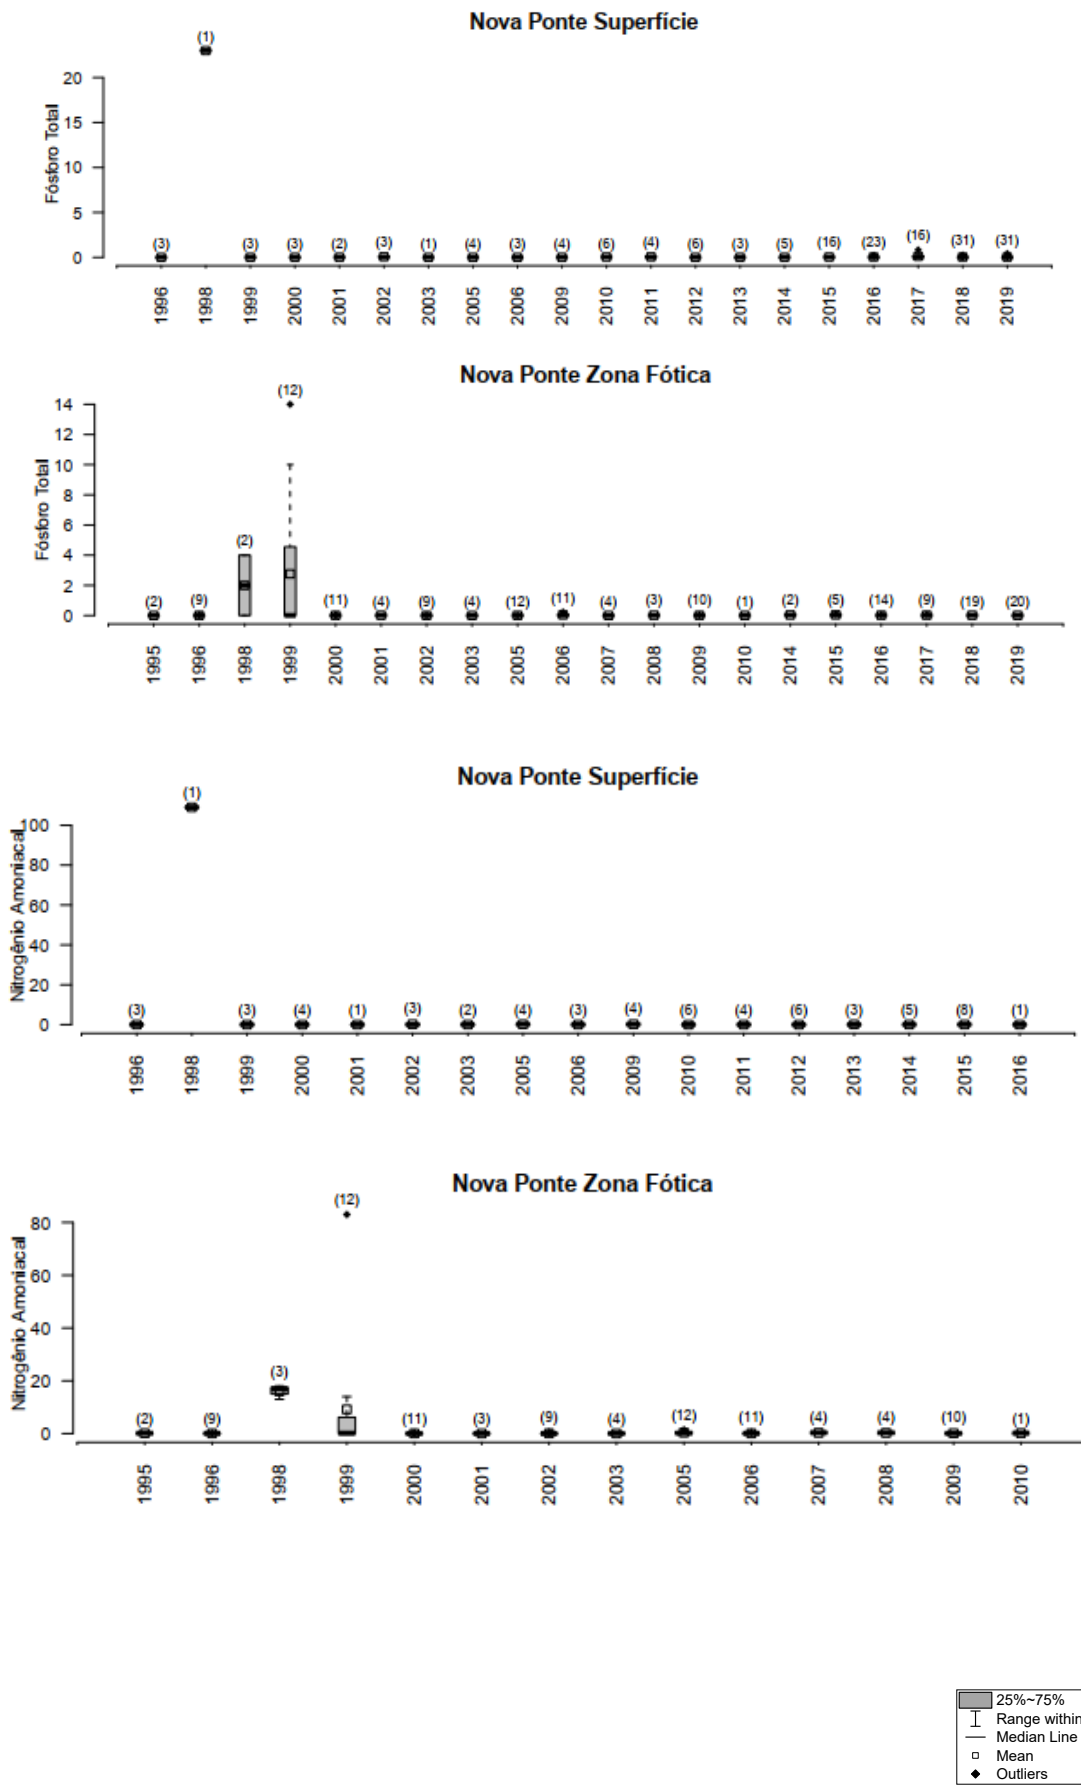 Nova Ponte Superfície
(1)
20
15
10
5
0
Fósforo Total
(3) (3) (3) (2) (3) (1) (4) (3) (4) (6) (4) (6) (3) (5) (16) (23) (16) (31) (31)
1996 1998 1999 2000 2001 2002 2003 2005 2006 2009 2010 2011 2012 2013 2014 2015 2016 2017 2018 2019
Nova Ponte Zona Fótica
(12)
14
12
10
8
6
4
2
0
Fósforo Total
(2)
(2) (9) (11) (4) (9) (4) (12) (11) (4) (3) (10) (1) (2) (5) (14) (9) (19) (20)
1995 1996 1998 1999 2000 2001 2002 2003 2005 2006 2007 2008 2009 2010 2014 2015 2016 2017 2018 2019
Nova Ponte Superfície
(1)
100
80
60
40
20
0
Nitrogênio Amoniacal
(3) (3) (4) (1) (3) (2) (4) (3) (4) (6) (4) (6) (3) (5) (8) (1)
1996 1998 1999 2000 2001 2002 2003 2005 2006 2009 2010 2011 2012 2013 2014 2015 2016
Nova Ponte Zona Fótica
(12)
80
60
40
20
0
Nitrogênio Amoniacal
(3)
(2) (9) (11) (3) (9) (4) (12) (11) (4) (4) (10) (1)
1995 1996 1998 1999 2000 2001 2002 2003 2005 2006 2007 2008 2009 2010
25%~75%
Range within
Median Line
Mean
Outliers